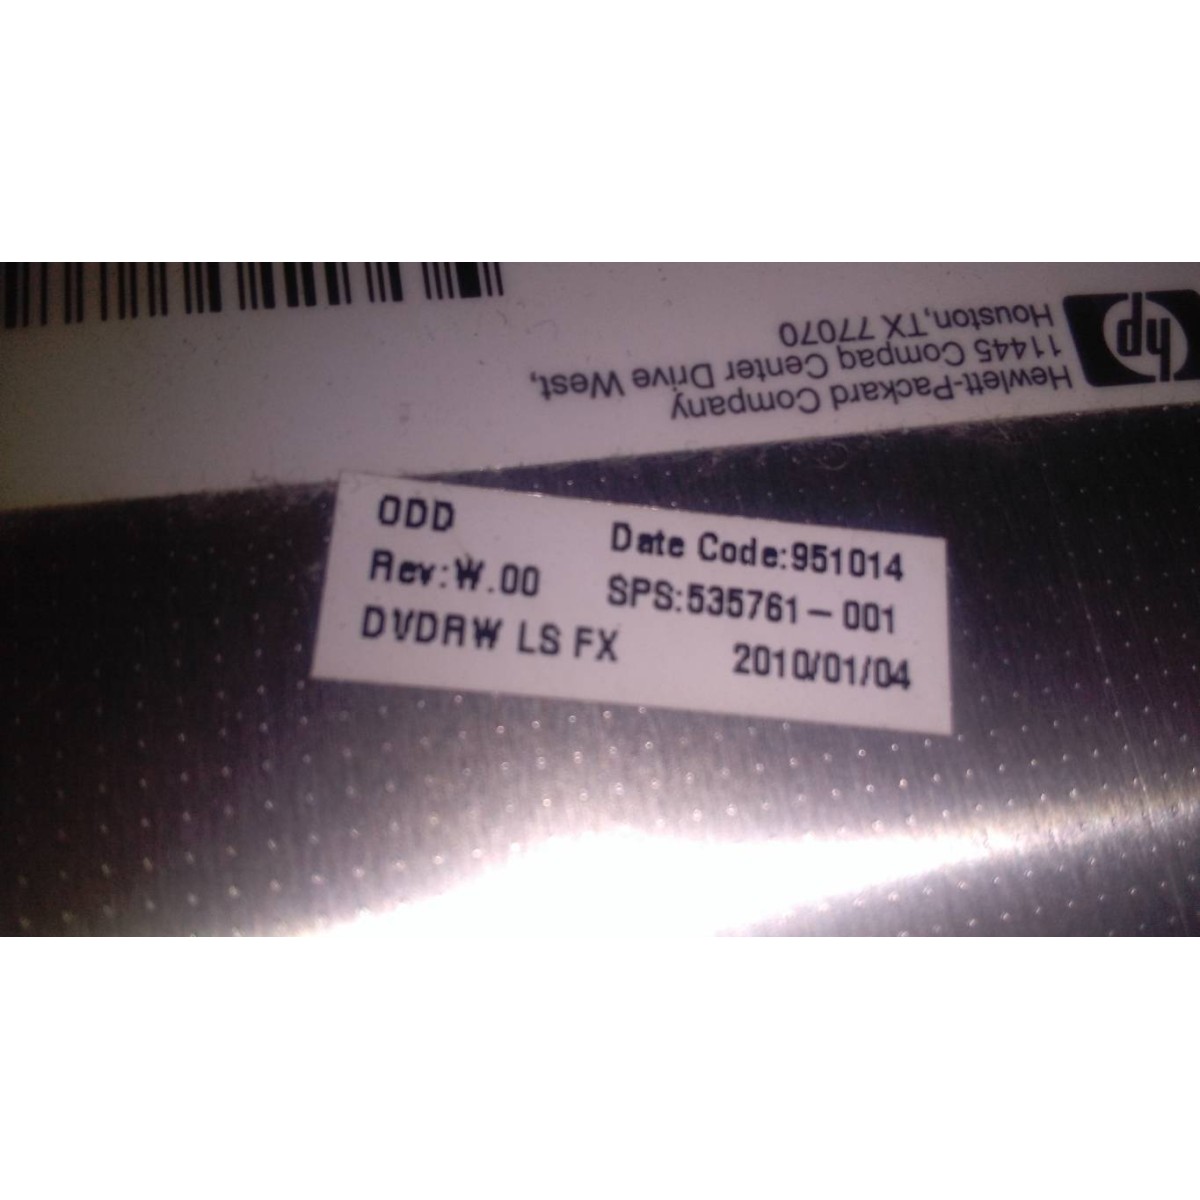 hp
Hewlett-Packard Company
11445 Compaq Center Drive West,
Houston, TX 77070
ODD Date Code:951014
Rev:W.00 SPS:535761-001
DVDRW LS FX 2010/01/04